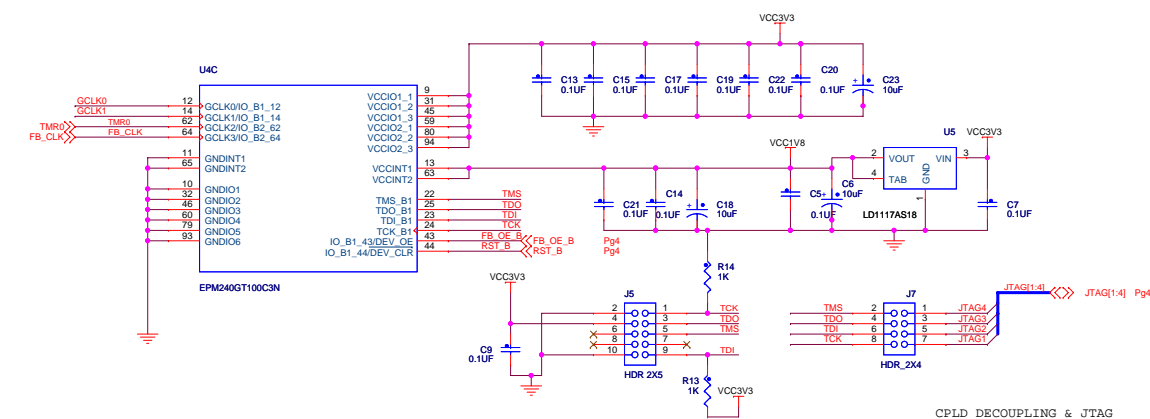 VCC3V3
U4C
C13
0.1UF
C15
0.1UF
C17
0.1UF
C19
0.1UF
C22
0.1UF
C20
0.1UF
C23
10uF
GCLK0 12 GCLK0/IO_B1_12
GCLK1 14 GCLK1/IO_B1_14
TMR0 TMR0 62 GCLK2/IO_B2_62
FB_CLK FB_CLK 64 GCLK3/IO_B2_64
11 GNDINT1
65 GNDINT2
10 GNDIO1
32 GNDIO2
46 GNDIO3
60 GNDIO4
79 GNDIO5
93 GNDIO6
VCCIO1_1 9
VCCIO1_2 31
VCCIO1_3 45
VCCIO2_1 59
VCCIO2_2 80
VCCIO2_3 94
VCCINT1 13
VCCINT2 63
TMS_B1 22 TMS
TDO_B1 25 TDO
TDI_B1 23 TDI
TCK_B1 24 TCK
IO_B1_43/DEV_OE 43 FB_OE_B FB_OE_B Pg4
IO_B1_44/DEV_CLR 44 RST_B RST_B Pg4
EPM240GT100C3N
VCC1V8
C21
0.1UF
C14
0.1UF
C18
10uF
C5
0.1UF
C6
10uF
U5
VCC3V3
2 VOUT VIN 3
4 TAB GND 1
LD1117AS18
C7
0.1UF
R14
1K
VCC3V3
C9
0.1UF
J5
2 1 TCK
4 3 TDO
6 5 TMS
8 7
10 9 TDI
HDR 2X5
R13
1K
VCC3V3
J7
TMS 2 1 JTAG4
TDO 4 3 JTAG3
TDI 6 5 JTAG2
TCK 8 7 JTAG1
HDR_2X4
JTAG[1:4] JTAG[1:4] Pg4
CPLD DECOUPLING & JTAG